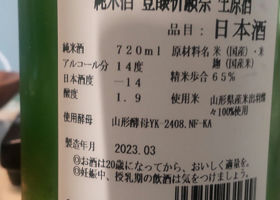 純米酒 豊醸祈願祭 生原酒
品目：日本酒
純米酒 720ml 原材料名 米(国産)・米
アルコール分 14度 麹(国産米)
日本酒度 ―14 精米歩合 65%
酸度 1.9 使用米 山形県産米出羽燦
々100%使用
使用酵母 山形酵母YK-2408.NF-KA
製造年月 2023.03
◎お酒は20歳になってから、おいしく適量を。
◎妊娠中、授乳期の飲酒は気をつけましょう。